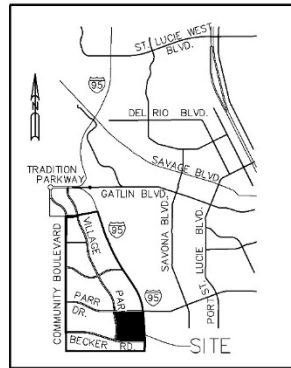 ST. LUCIE WEST
BLVD.
95
DEL RIO BLVD.
N
SAVAGE BLVD
TRADITION
PARKWAY
GATLIN BLVD.
COMMUNITY BOULEVARD
VILLAGE
PAR
95
SAVONA BLVD.
PORT ST. LUCIE BLVD.
PARR
DR.
95
BECKER RD.
SITE